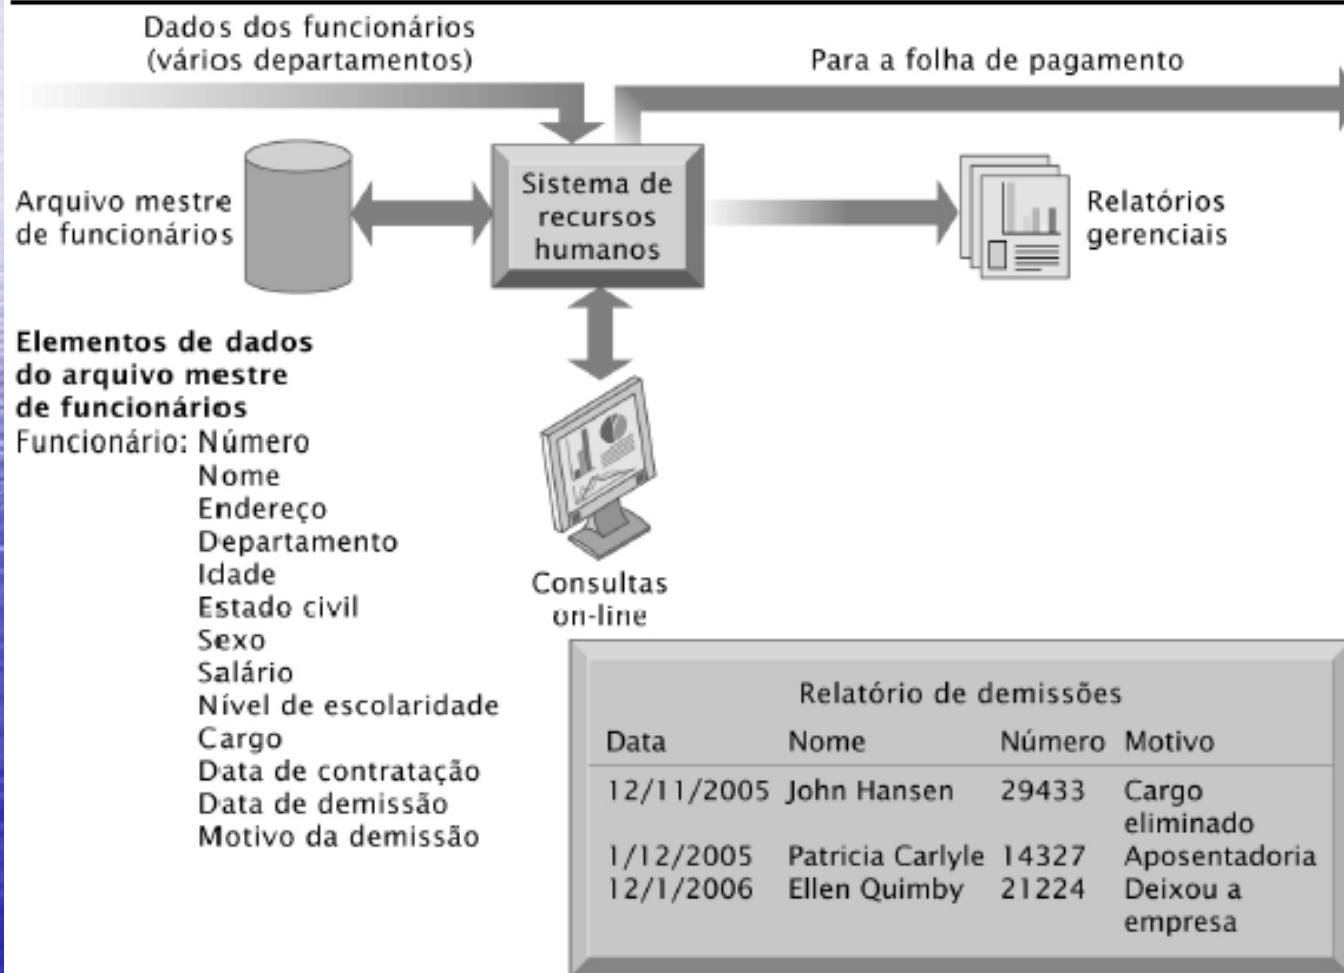 Dados dos funcionários
(vários departamentos)
Para a folha de pagamento
Arquivo mestre
de funcionários
Sistema de
recursos
humanos
Relatórios
gerenciais
Elementos de dados
do arquivo mestre
de funcionários
Funcionário: Número
Nome
Endereço
Departamento
Idade
Estado civil
Sexo
Salário
Nível de escolaridade
Cargo
Data de contratação
Data de demissão
Motivo da demissão
Consultas
on-line
Relatório de demissões
Data Nome Número Motivo
12/11/2005 John Hansen 29433 Cargo
eliminado
1/12/2005 Patricia Carlyle 14327 Aposentadoria
12/1/2006 Ellen Quimby 21224 Deixou a
empresa